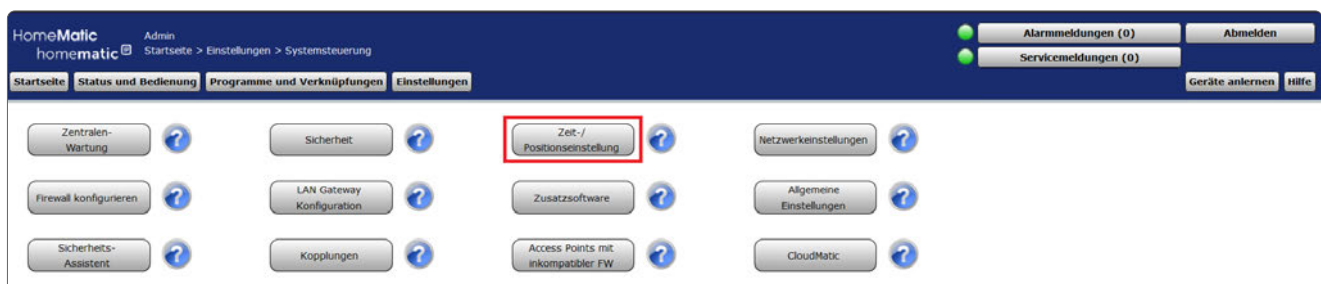 HomeMatic
Admin
Alarmmeldungen (0)
Abmelden
homematic IP
Startseite > Einstellungen > Systemsteuerung
Servicemeldungen (0)
Startseite
Status und Bedienung
Programme und Verknüpfungen
Einstellungen
Geräte anlernen
Hilfe
Zentralen-
Wartung
?
Sicherheit
?
Zeit-/
Positionseinstellung
?
Netzwerkeinstellungen
?
Firewall konfigurieren
?
LAN Gateway
Konfiguration
?
Zusatzsoftware
?
Allgemeine
Einstellungen
?
Sicherheits-
Assistent
?
Kopplungen
?
Access Points mit
inkompatibler FW
?
CloudMatic
?